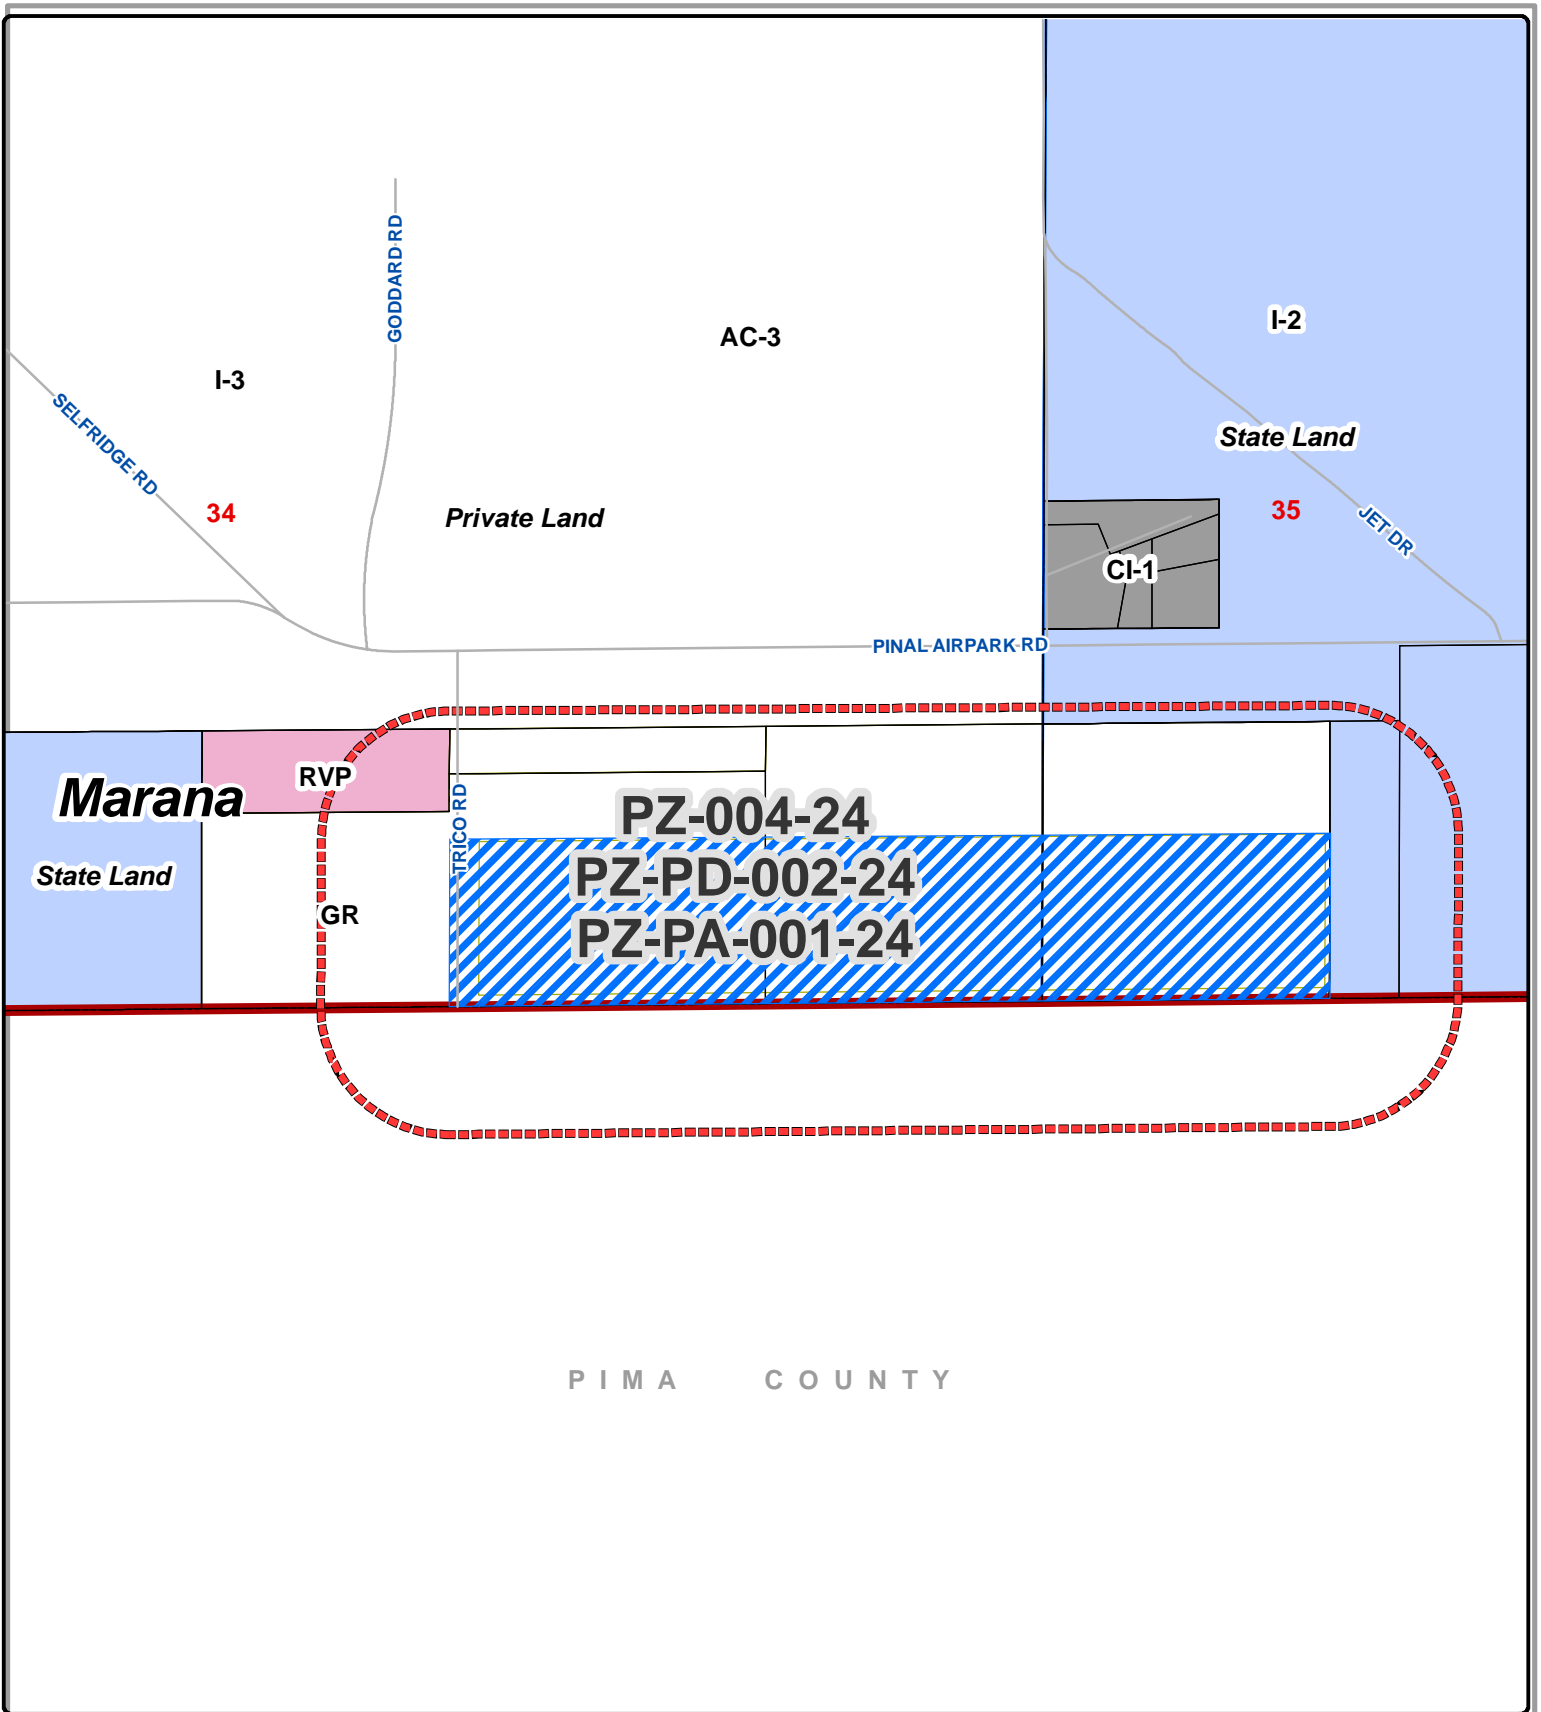 GODDARD RD
I-2
AC-3
I-3
SELFRIDGE RD
State Land
34
Private Land
35
JET DR
CI-1
PINAL AIRPARK RD
RVP
Marana
TRICO RD
PZ-004-24
PZ-PD-002-24
PZ-PA-001-24
State Land
GR
PIMA COUNTY